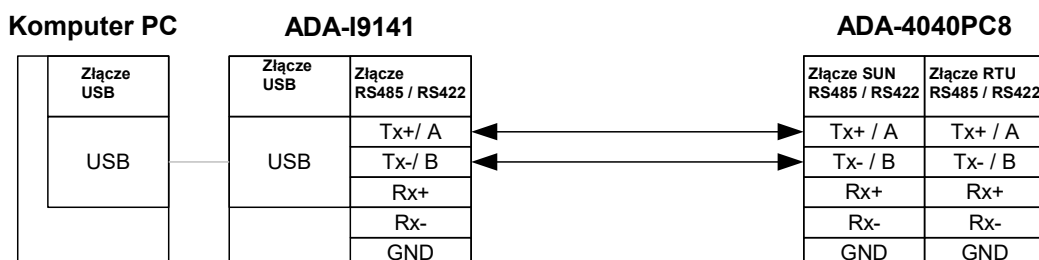 Komputer PC
ADA-I9141
ADA-4040PC8
Złącze
USB
Złącze
USB
Złącze
RS485 / RS422
Złącze SUN
RS485 / RS422
Złącze RTU
RS485 / RS422
USB
USB
Tx+/ A
Tx-/ B
Rx+
Rx-
GND
Tx+ / A
Tx+ / A
Tx- / B
Tx- / B
Rx+
Rx+
Rx-
Rx-
GND
GND